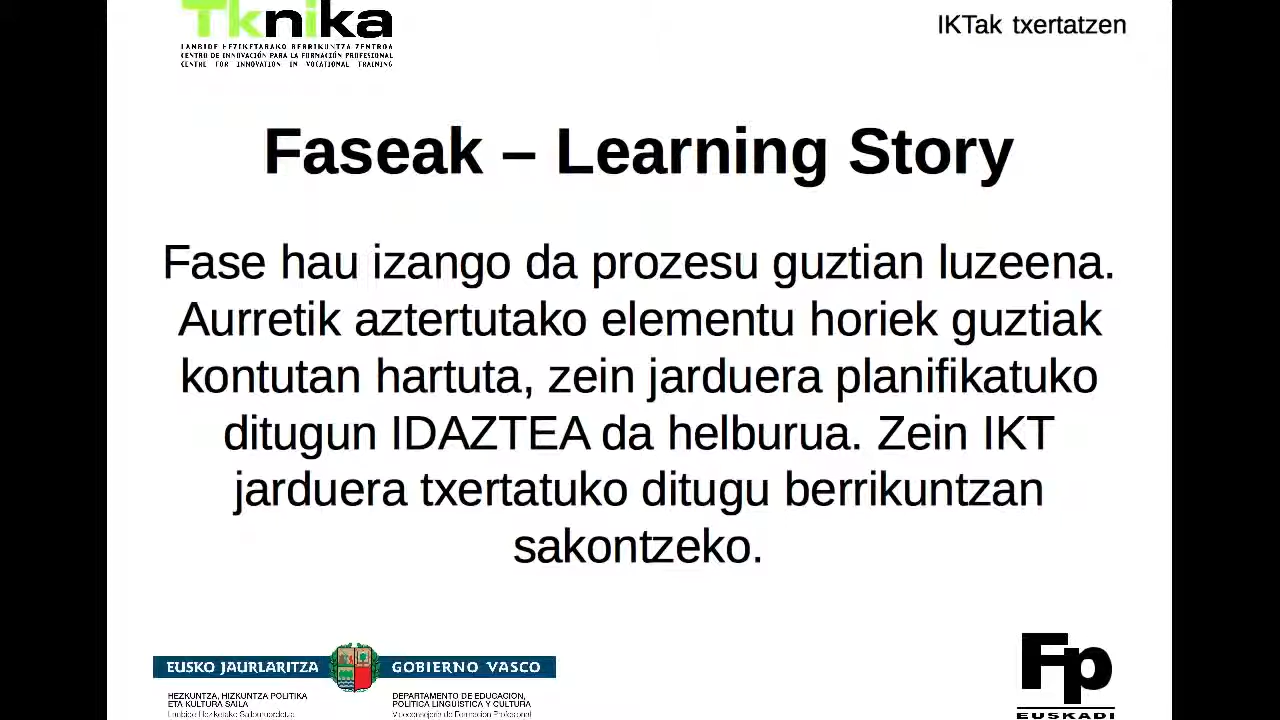 Tknika
IKTak txertatzen
LANBIDE HEZIKETARAKO BERRIKUNTZA ZENTROA
CENTRO DE INNOVACIÓN PARA LA FORMACIÓN PROFESIONAL
CENTRE FOR INNOVATION IN VOCATIONAL TRAINING
Faseak – Learning Story
Fase hau izango da prozesu guztian luzeena.
Aurretik aztertutako elementu horiek guztiak
kontutan hartuta, zein jarduera planifikatuko
ditugun IDAZTEA da helburua. Zein IKT
jarduera txertatuko ditugu berrikuntzan
sakontzeko.
EUSKO JAURLARITZA GOBIERNO VASCO
HEZKUNTZA, HIZKUNTZA POLITIKA
ETA KULTURA SAILA
DEPARTAMENTO DE EDUCACION,
POLÍTICA LINGÜÍSTICA Y CULTURA
Fp
EUSKADI